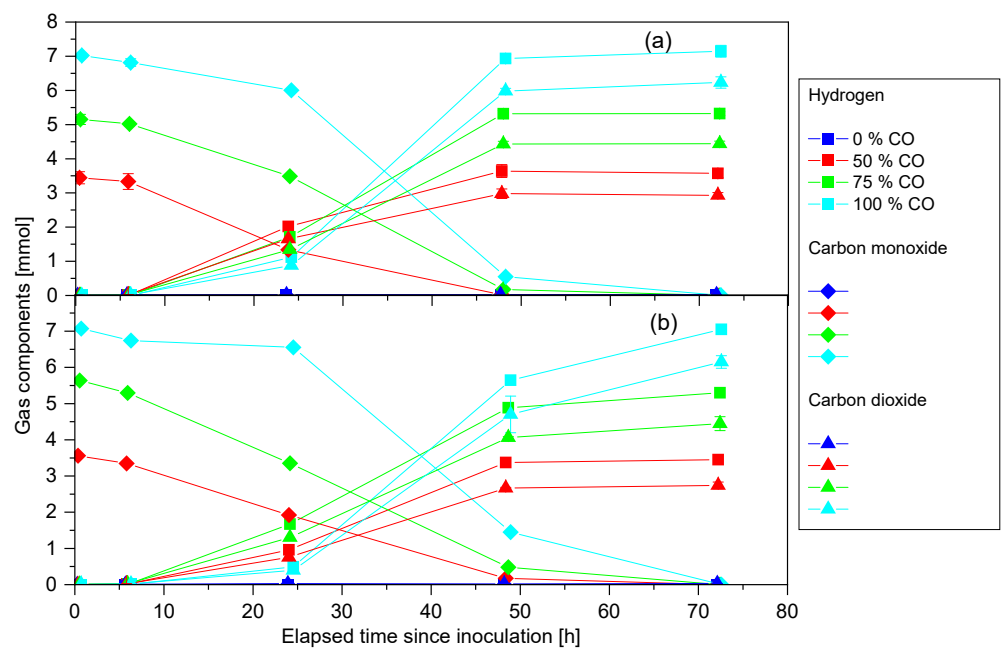 (a)
8
7
6
5
4
3
2
1
0
(b)
7
6
5
4
3
2
1
0
0 10 20 30 40 50 60 70 80
Gas components [mmol]
Elapsed time since inoculation [h]
Hydrogen
0 % CO
50 % CO
75 % CO
100 % CO
Carbon monoxide
Carbon dioxide